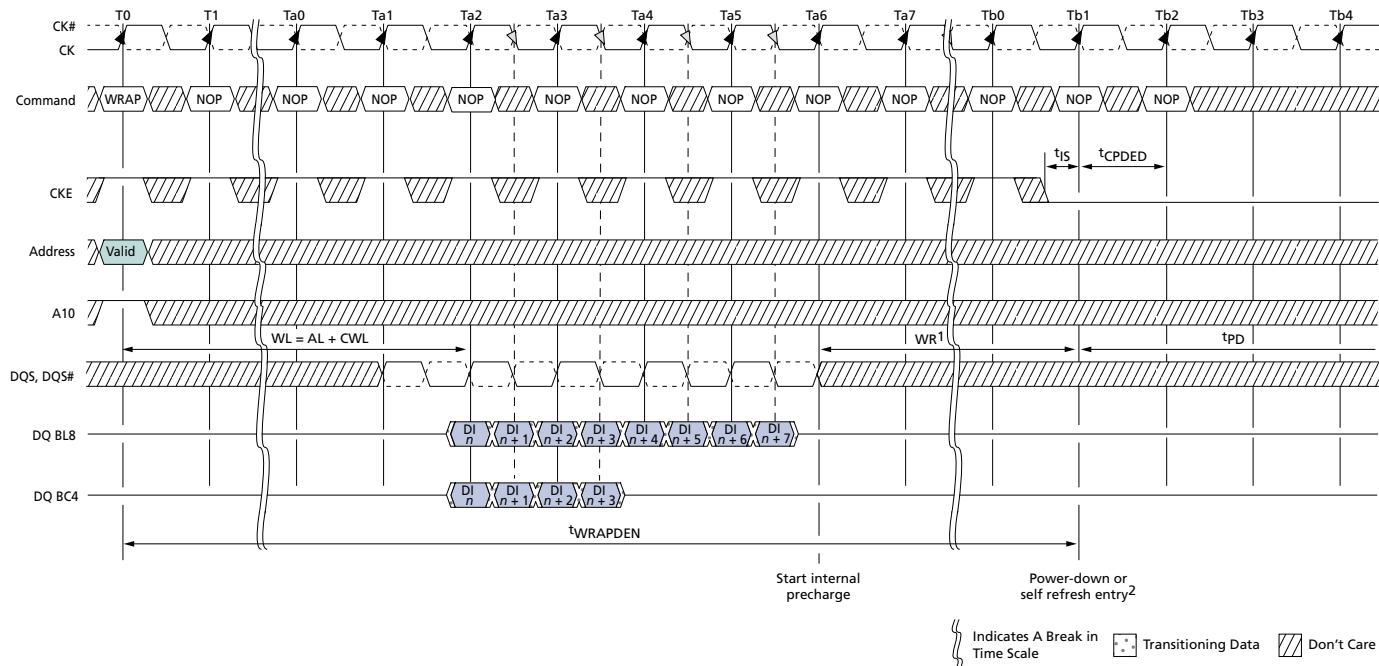 T0 T1 Ta0 Ta1 Ta2 Ta3 Ta4 Ta5 Ta6 Ta7 Tb0 Tb1 Tb2 Tb3 Tb4
CK#
CK
Command WRAP NOP NOP NOP NOP NOP NOP NOP NOP NOP NOP NOP NOP
tIS tCPDED
CKE
Address Valid
A10
WL = AL + CWL WR1 tPD
DQS, DQS#
DQ BL8 DI n DI n + 1 DI n + 2 DI n + 3 DI n + 4 DI n + 5 DI n + 6 DI n + 7
DQ BC4 DI n DI n + 1 DI n + 2 DI n + 3
tWRAPDEN
Start internal
precharge
Power-down or
self refresh entry2
Indicates A Break in
Time Scale
Transitioning Data
Don't Care